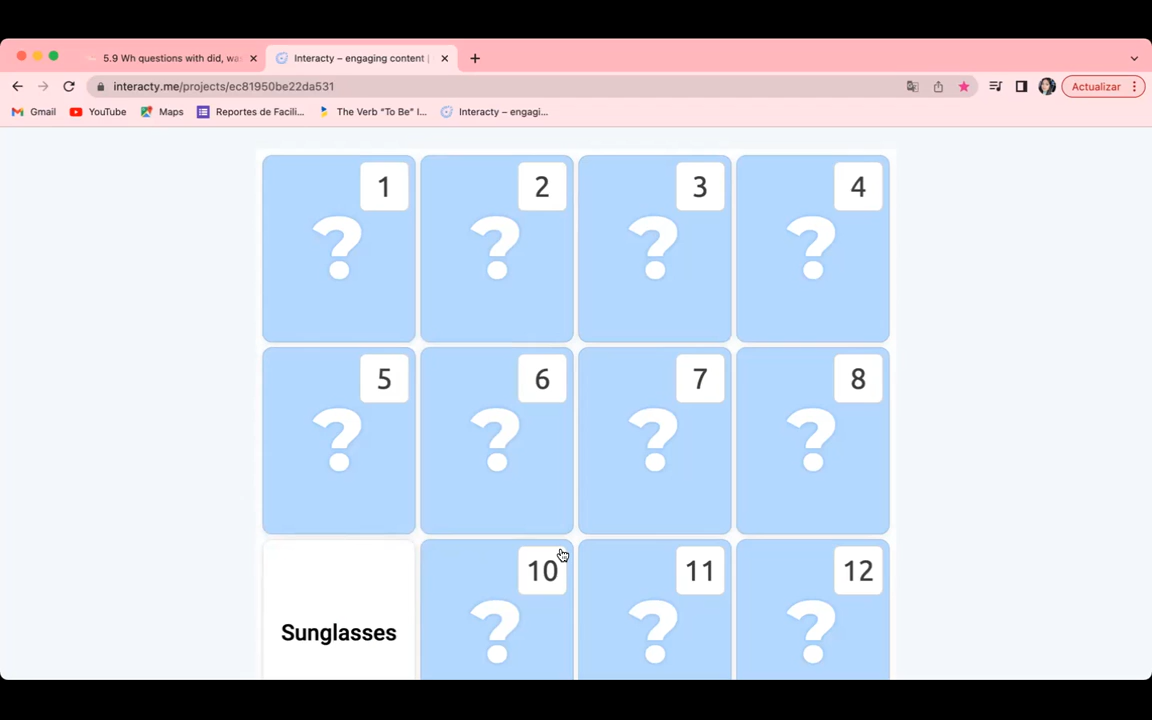 5.9 Wh questions with did, wa
Interacty – engaging content |
interacty.me/projects/ec81950be22da531
Actualizar
Gmail
YouTube
Maps
Reportes de Facili...
The Verb "To Be" I...
Interacty – engagi...
1
2
3
4
?
?
?
?
5
6
7
8
?
?
?
?
10
11
12
Sunglasses
?
?
?